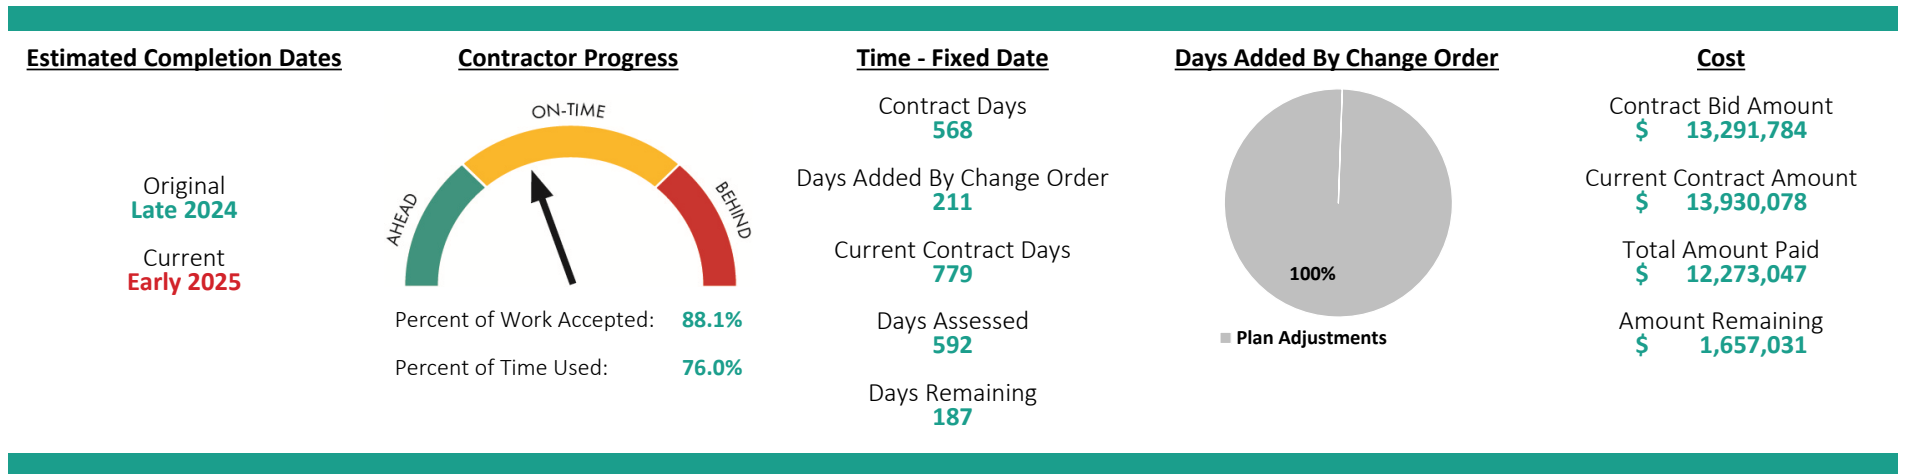 Estimated Completion Dates
Original
Late 2024
Current
Early 2025
Contractor Progress
AHEAD
ON-TIME
BEHIND
Percent of Work Accepted: 88.1%
Percent of Time Used: 76.0%
Time - Fixed Date
Contract Days
568
Days Added By Change Order
211
Current Contract Days
779
Days Assessed
592
Days Remaining
187
Days Added By Change Order
100%
Plan Adjustments
Cost
Contract Bid Amount
$ 13,291,784
Current Contract Amount
$ 13,930,078
Total Amount Paid
$ 12,273,047
Amount Remaining
$ 1,657,031